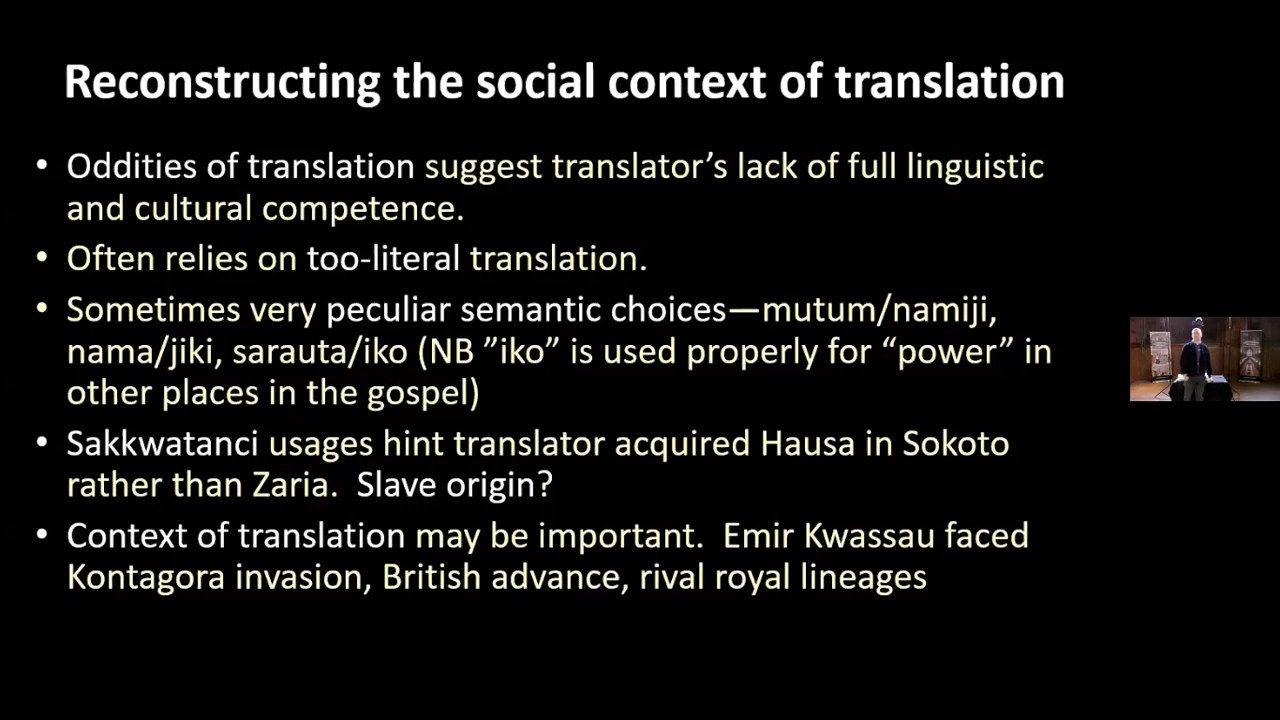 Reconstructing the social context of translation
• Oddities of translation suggest translator’s lack of full linguistic
and cultural competence.
• Often relies on too-literal translation.
• Sometimes very peculiar semantic choices—mutum/namiji,
nama/jiki, sarauta/iko (NB ”iko” is used properly for “power” in
other places in the gospel)
• Sakkwatanci usages hint translator acquired Hausa in Sokoto
rather than Zaria.  Slave origin?
• Context of translation may be important.  Emir Kwassau faced
Kontagora invasion, British advance, rival royal lineages